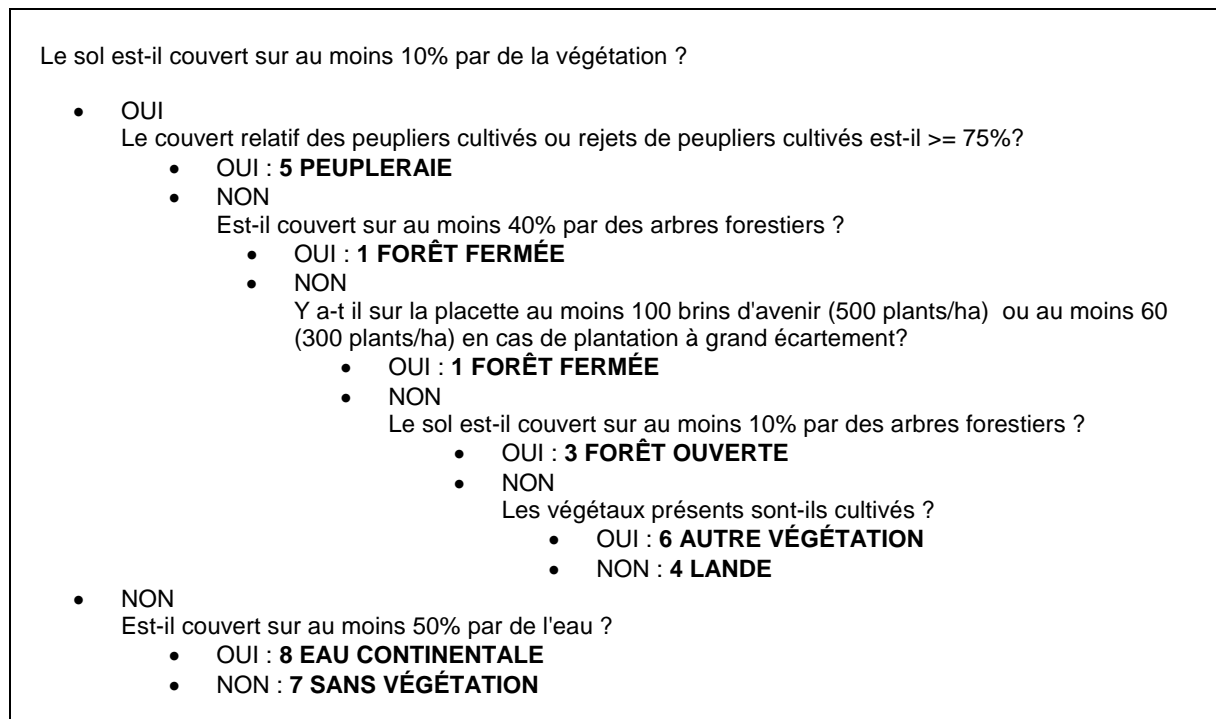 Le sol est-il couvert sur au moins 10% par de la végétation ?
• OUI
Le couvert relatif des peupliers cultivés ou rejets de peupliers cultivés est-il >= 75%?
• OUI : 5 PEUPLERAIE
• NON
Est-il couvert sur au moins 40% par des arbres forestiers ?
• OUI : 1 FORÊT FERMÉE
• NON
Y a-t il sur la placette au moins 100 brins d'avenir (500 plants/ha) ou au moins 60
(300 plants/ha) en cas de plantation à grand écartement?
• OUI : 1 FORÊT FERMÉE
• NON
Le sol est-il couvert sur au moins 10% par des arbres forestiers ?
• OUI : 3 FORÊT OUVERTE
• NON
Les végétaux présents sont-ils cultivés ?
• OUI : 6 AUTRE VÉGÉTATION
• NON : 4 LANDE
• NON
Est-il couvert sur au moins 50% par de l'eau ?
• OUI : 8 EAU CONTINENTALE
• NON : 7 SANS VÉGÉTATION